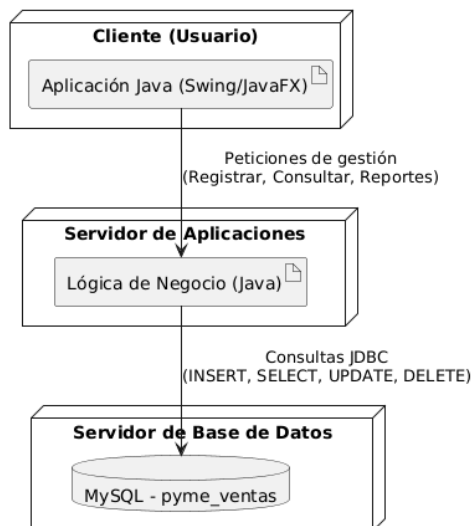 Cliente (Usuario)
Aplicación Java (Swing/JavaFX)
Peticiones de gestión
(Registrar, Consultar, Reportes)
Servidor de Aplicaciones
Lógica de Negocio (Java)
Consultas JDBC
(INSERT, SELECT, UPDATE, DELETE)
Servidor de Base de Datos
MySQL - pyme_ventas